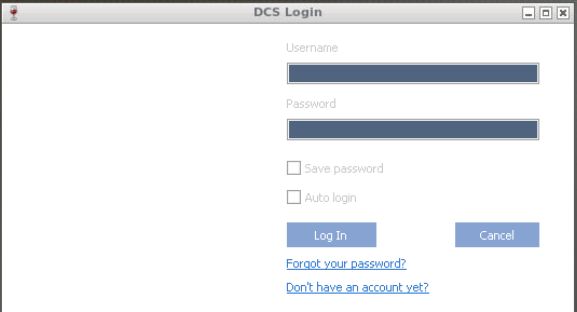 DCS Login
Username
Password
Save password
Auto login
Log In Cancel
Forgot your password?
Don't have an account yet?